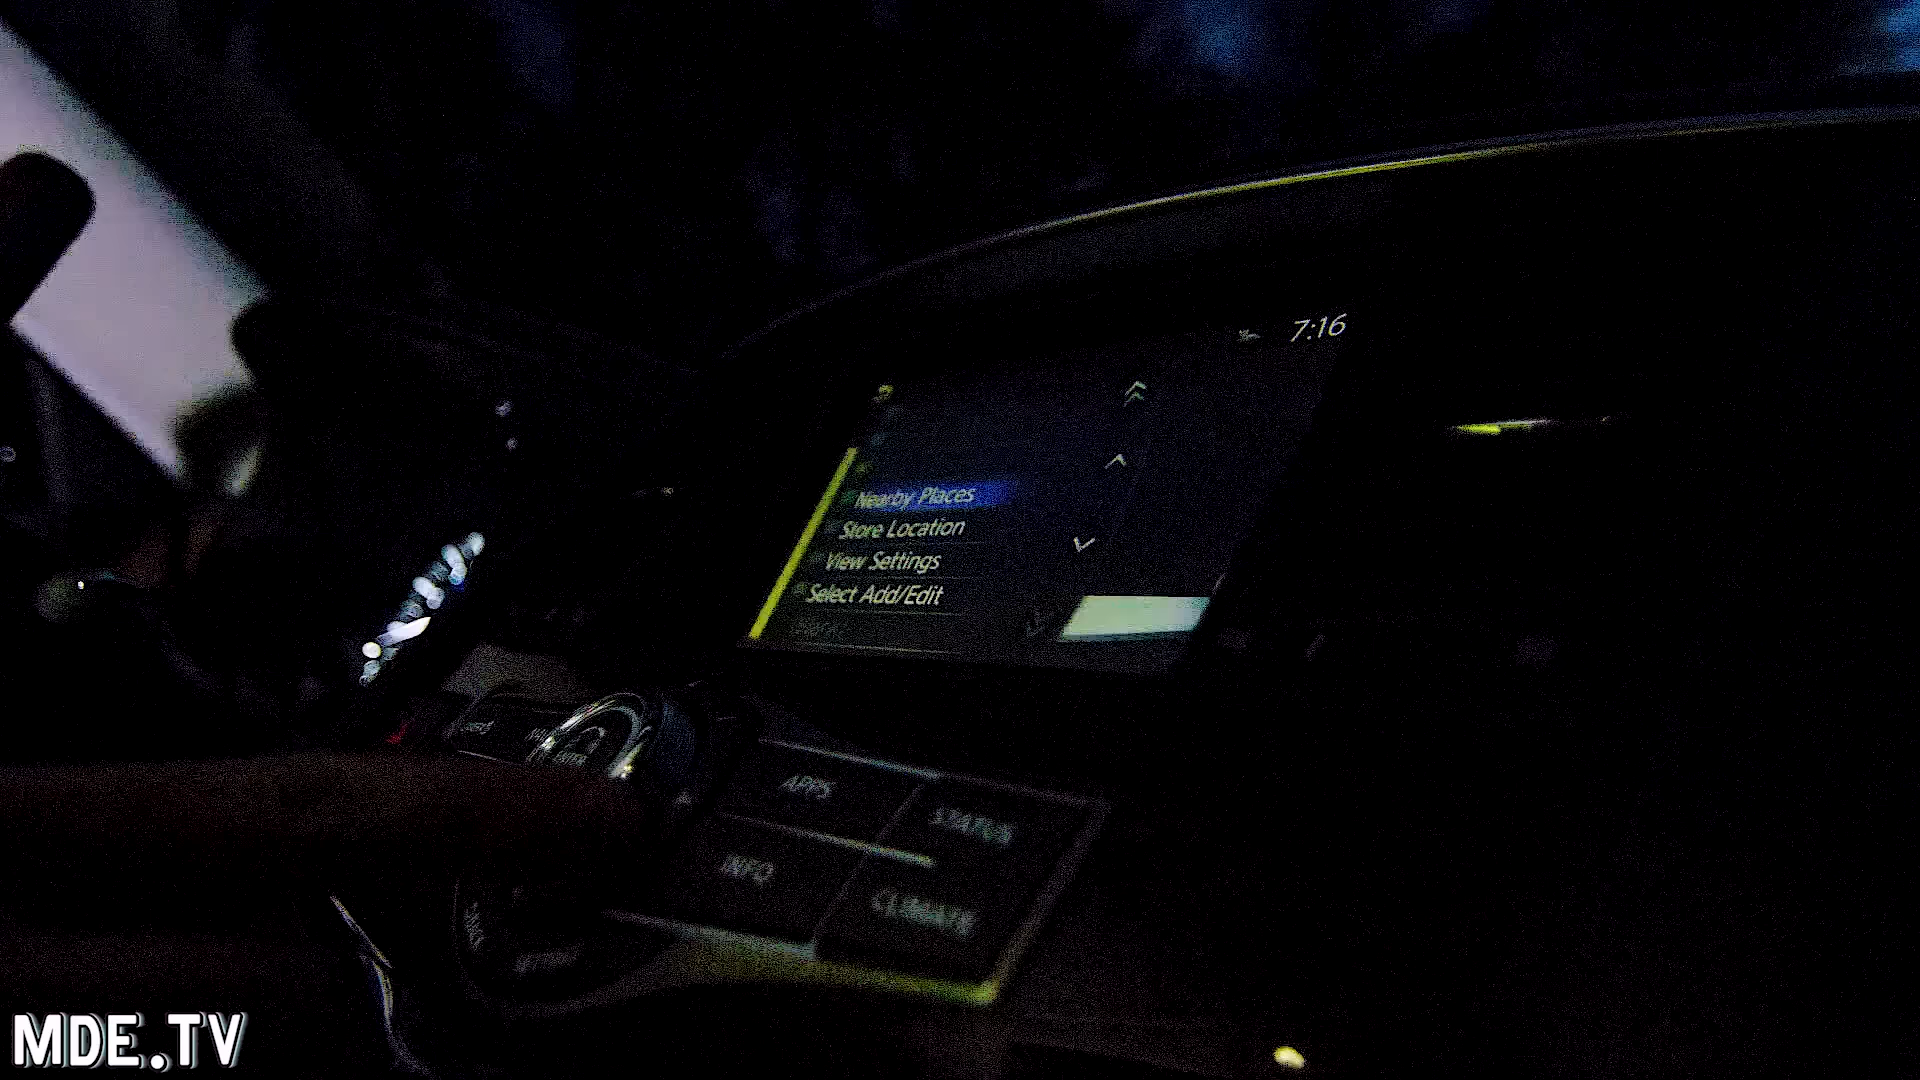 7:16
Nearby Places
Store Location
View Settings
Select Add/Edit
APPS
STATUS
INFO
CLIMATE
MDE.TV